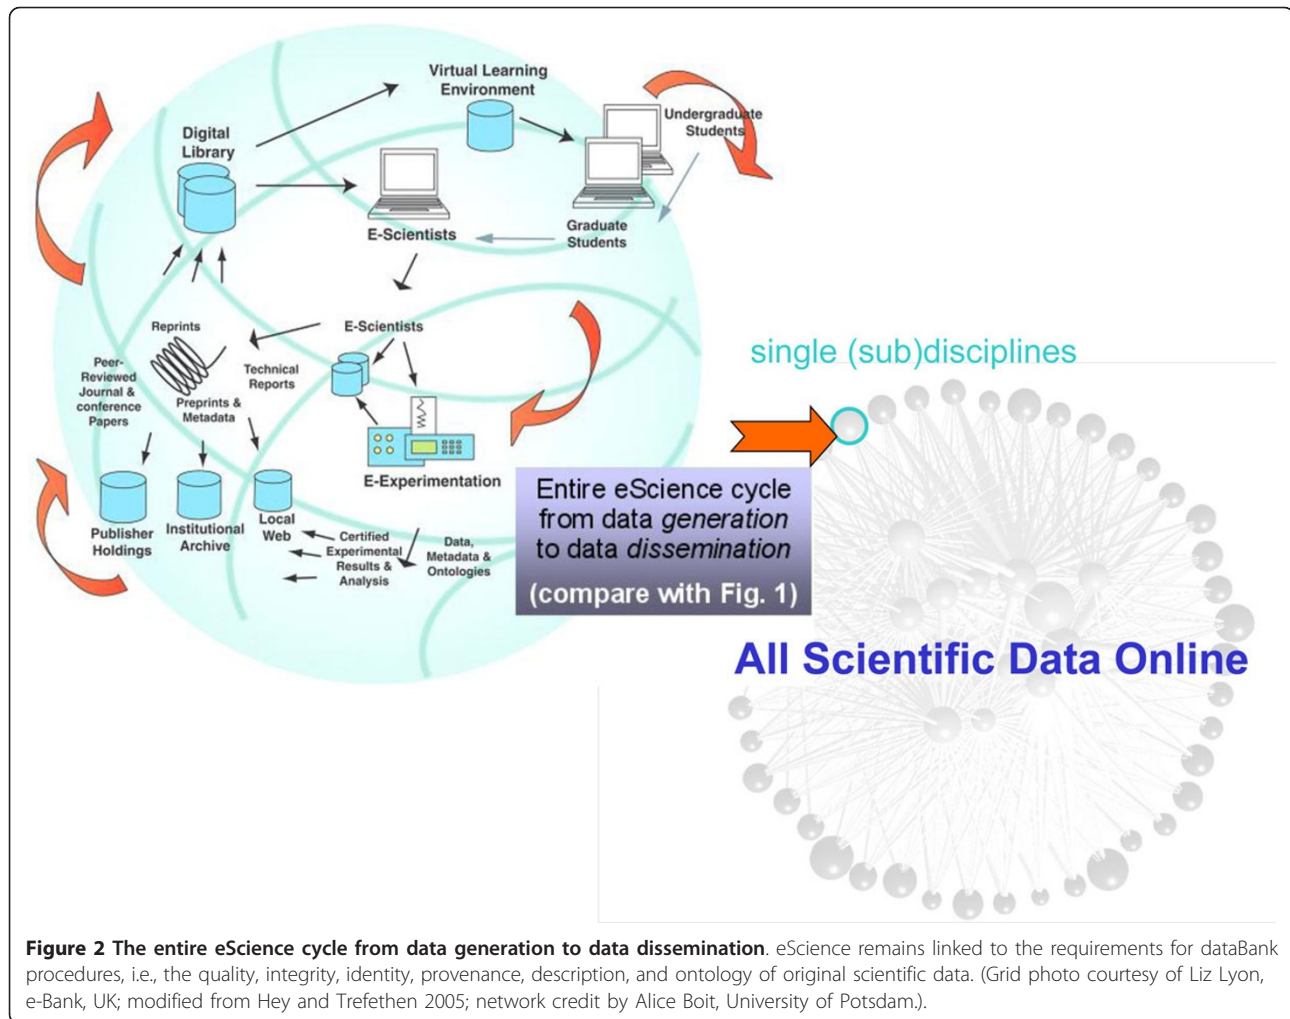 Virtual Learning
Environment
Undergraduate
Students
Digital
Library
E-Scientists
Graduate
Students
Reprints
E-Scientists
Peer-
Reviewed
Journal &
conference
Papers
Technical
Reports
Preprints &
Metadata
E-Experimentation
Publisher
Holdings
Institutional
Archive
Local
Web
Certified
Experimental
Results &
Analysis
Data,
Metadata &
Ontologies
single (sub)disciplines
Entire eScience cycle
from data generation
to data dissemination
(compare with Fig. 1)
All Scientific Data Online
Figure 2 The entire eScience cycle from data generation to data dissemination. eScience remains linked to the requirements for dataBank
procedures, i.e., the quality, integrity, identity, provenance, description, and ontology of original scientific data. (Grid photo courtesy of Liz Lyon,
e-Bank, UK; modified from Hey and Trefethen 2005; network credit by Alice Boit, University of Potsdam.).